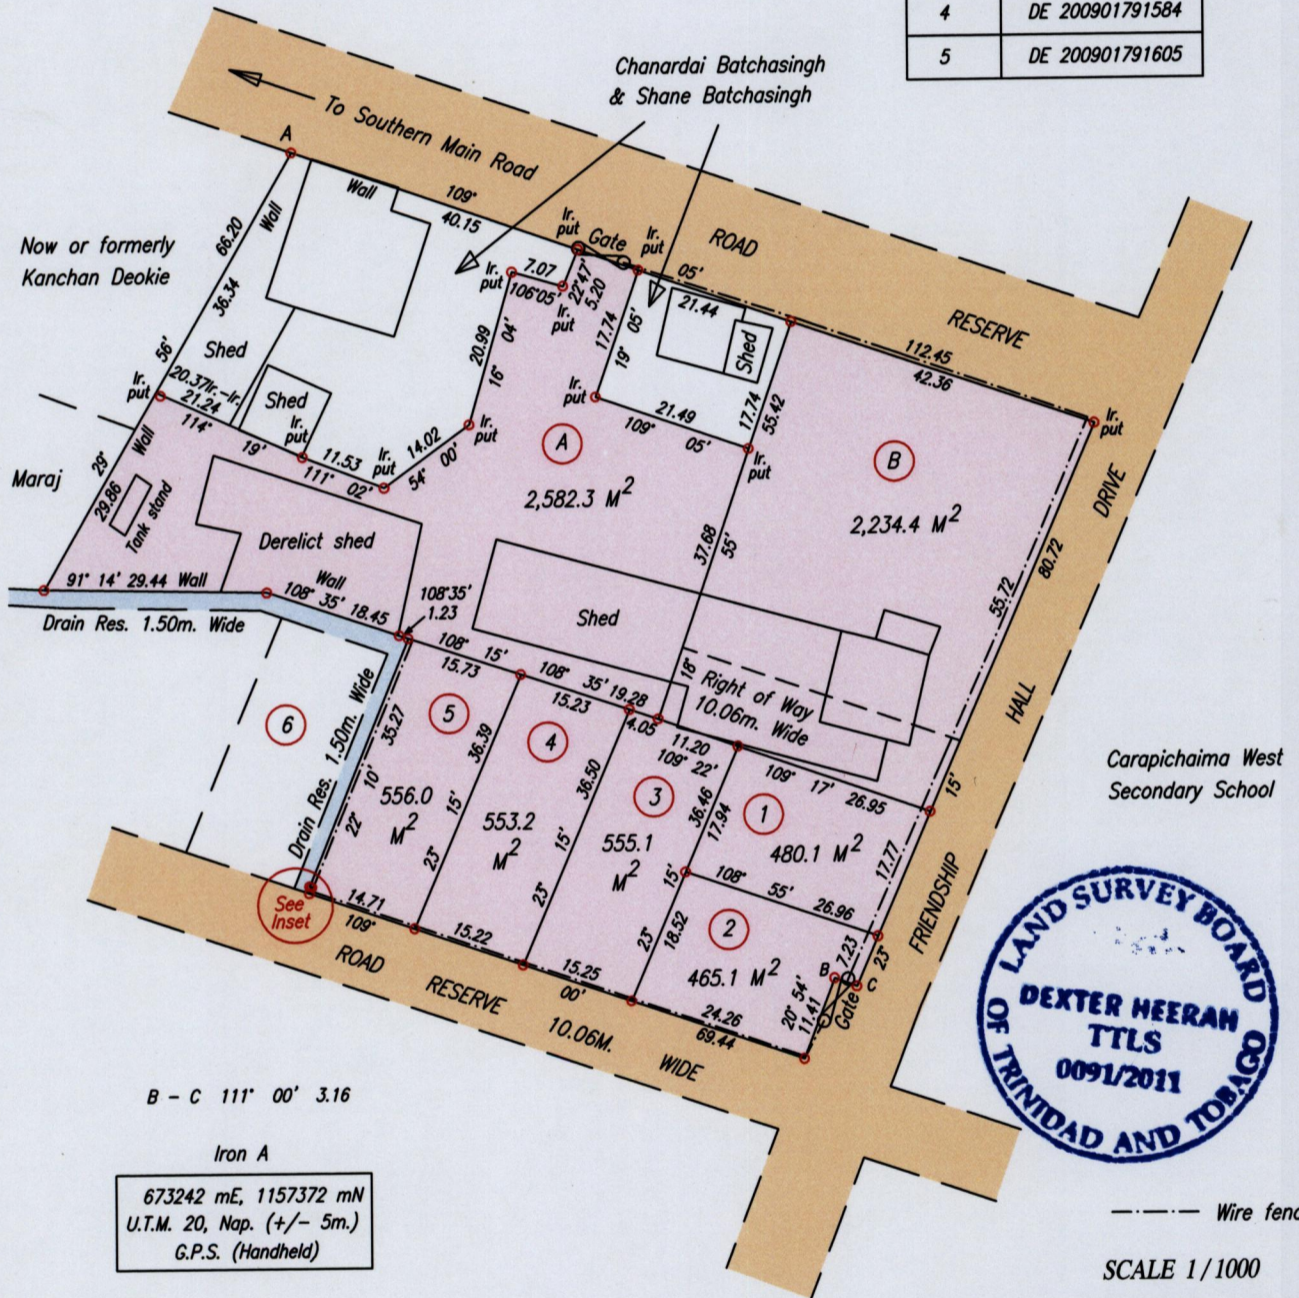 4 DE 200901791584
5 DE 200901791605
Chanardai Batchasingh
& Shane Batchasingh
To Southern Main Road
A
Wall
109°
40.15
Ir.
put
Gate
Ir.
put
ROAD
05'
RESERVE
112.45
42.36
Ir.
put
66.20
Wall
36.34
56'
Now or formerly
Kanchan Deokie
Ir.
put
7.07
106°05'
22°47'
5.20
Ir.
put
17.74
19° 05'
21.44
Shed
17.74
55.42
20.99
16° 04'
Shed
20.37Ir.-Ir.
21.24
114° 19'
Ir.
put
Shed
Ir.
put
11.53
111° 02'
Ir.
put
14.02
54° 00'
Ir.
put
Ir.
put
21.49
109° 05'
Ir.
put
A
2,582.3 M²
B
2,234.4 M²
DRIVE
80.72
55.72
Maraj
29°
Wall
29.86
Tank stand
Derelict shed
37.68
55'
18°
91° 14' 29.44 Wall
Wall
108° 35' 18.45
108°35'
1.23
Shed
Drain Res. 1.50m. Wide
108° 15'
15.73
108° 35' 19.28
15.23
4.05
Right of Way
10.06m. Wide
HALL
6
Drain Res. 1.50m. Wide
35.27
22° 10'
5
556.0
M²
36.39
23° 15'
4
553.2
M²
36.50
23° 15'
3
555.1
M²
11.20
109° 22'
36.46
17.94
109° 17' 26.95
1
480.1 M²
15'
Carapichaima West
Secondary School
17.77
108° 55'
26.96
15'
18.52
23°
2
465.1 M²
7.23
23°
FRIENDSHIP
B
C
20° 54'
11.41
Gate
See
Inset
14.71
109°
15.22
15.25
00'
24.26
69.44
ROAD RESERVE 10.06M. WIDE
LAND SURVEY BOARD
DEXTER HEERAH
TTLS
0091/2011
OF TRINIDAD AND TOBAGO
B - C 111° 00' 3.16
Iron A
673242 mE, 1157372 mN
U.T.M. 20, Nap. (+/- 5m.)
G.P.S. (Handheld)
Wire fenc
SCALE 1/1000